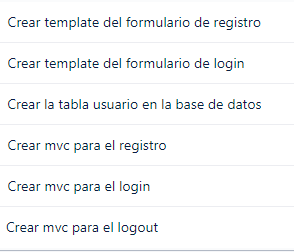 Crear template del formulario de registro
Crear template del formulario de login
Crear la tabla usuario en la base de datos
Crear mvc para el registro
Crear mvc para el login
Crear mvc para el logout